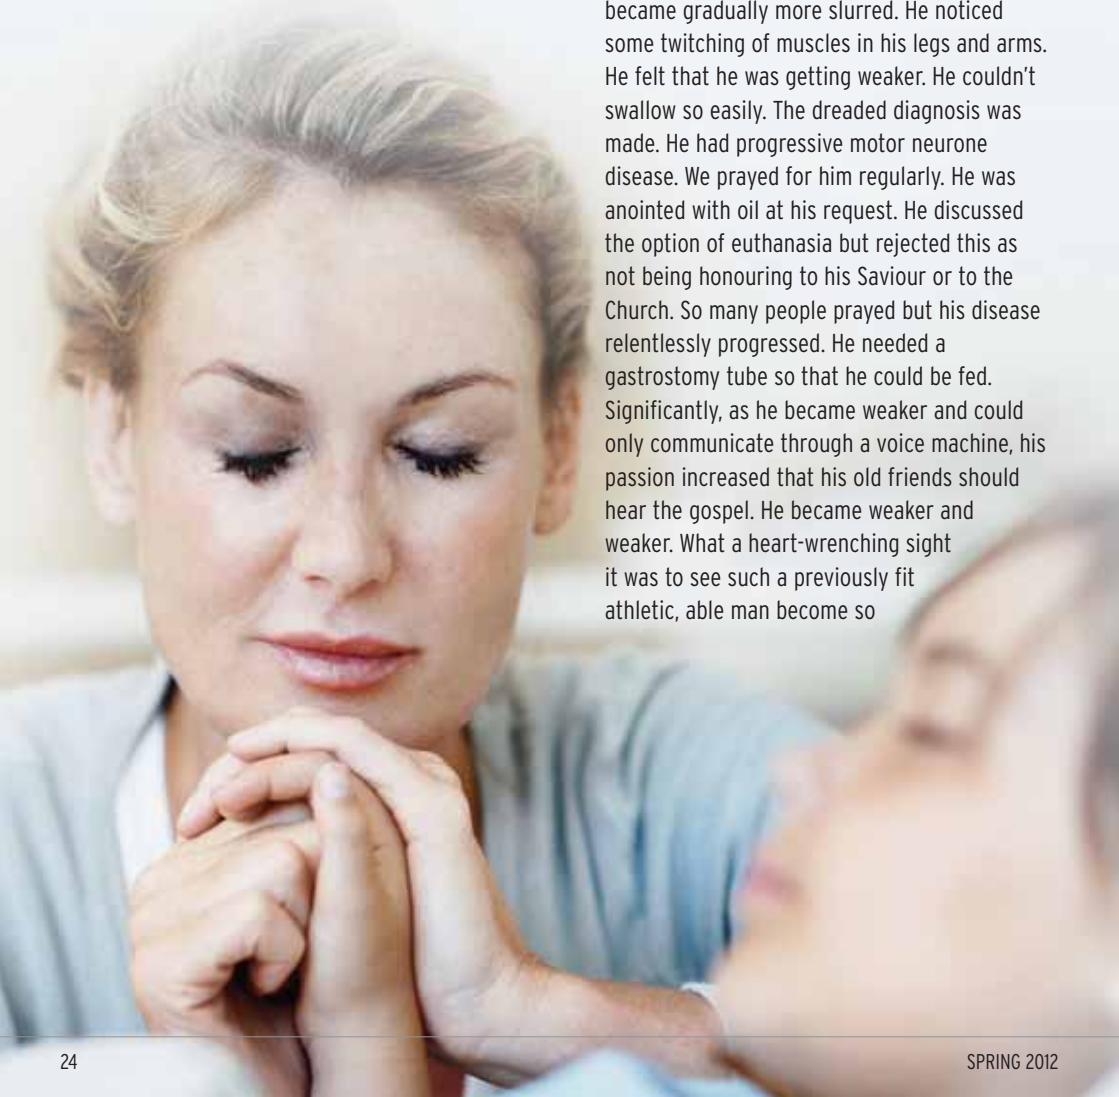 became gradually more slurred. He noticed
some twitching of muscles in his legs and arms.
He felt that he was getting weaker. He couldn't
swallow so easily. The dreaded diagnosis was
made. He had progressive motor neurone
disease. We prayed for him regularly. He was
anointed with oil at his request. He discussed
the option of euthanasia but rejected this as
not being honouring to his Saviour or to the
Church. So many people prayed but his disease
relentlessly progressed. He needed a
gastrostomy tube so that he could be fed.
Significantly, as he became weaker and could
only communicate through a voice machine, his
passion increased that his old friends should
hear the gospel. He became weaker and
weaker. What a heart-wrenching sight
it was to see such a previously fit
athletic, able man become so
24
SPRING 2012